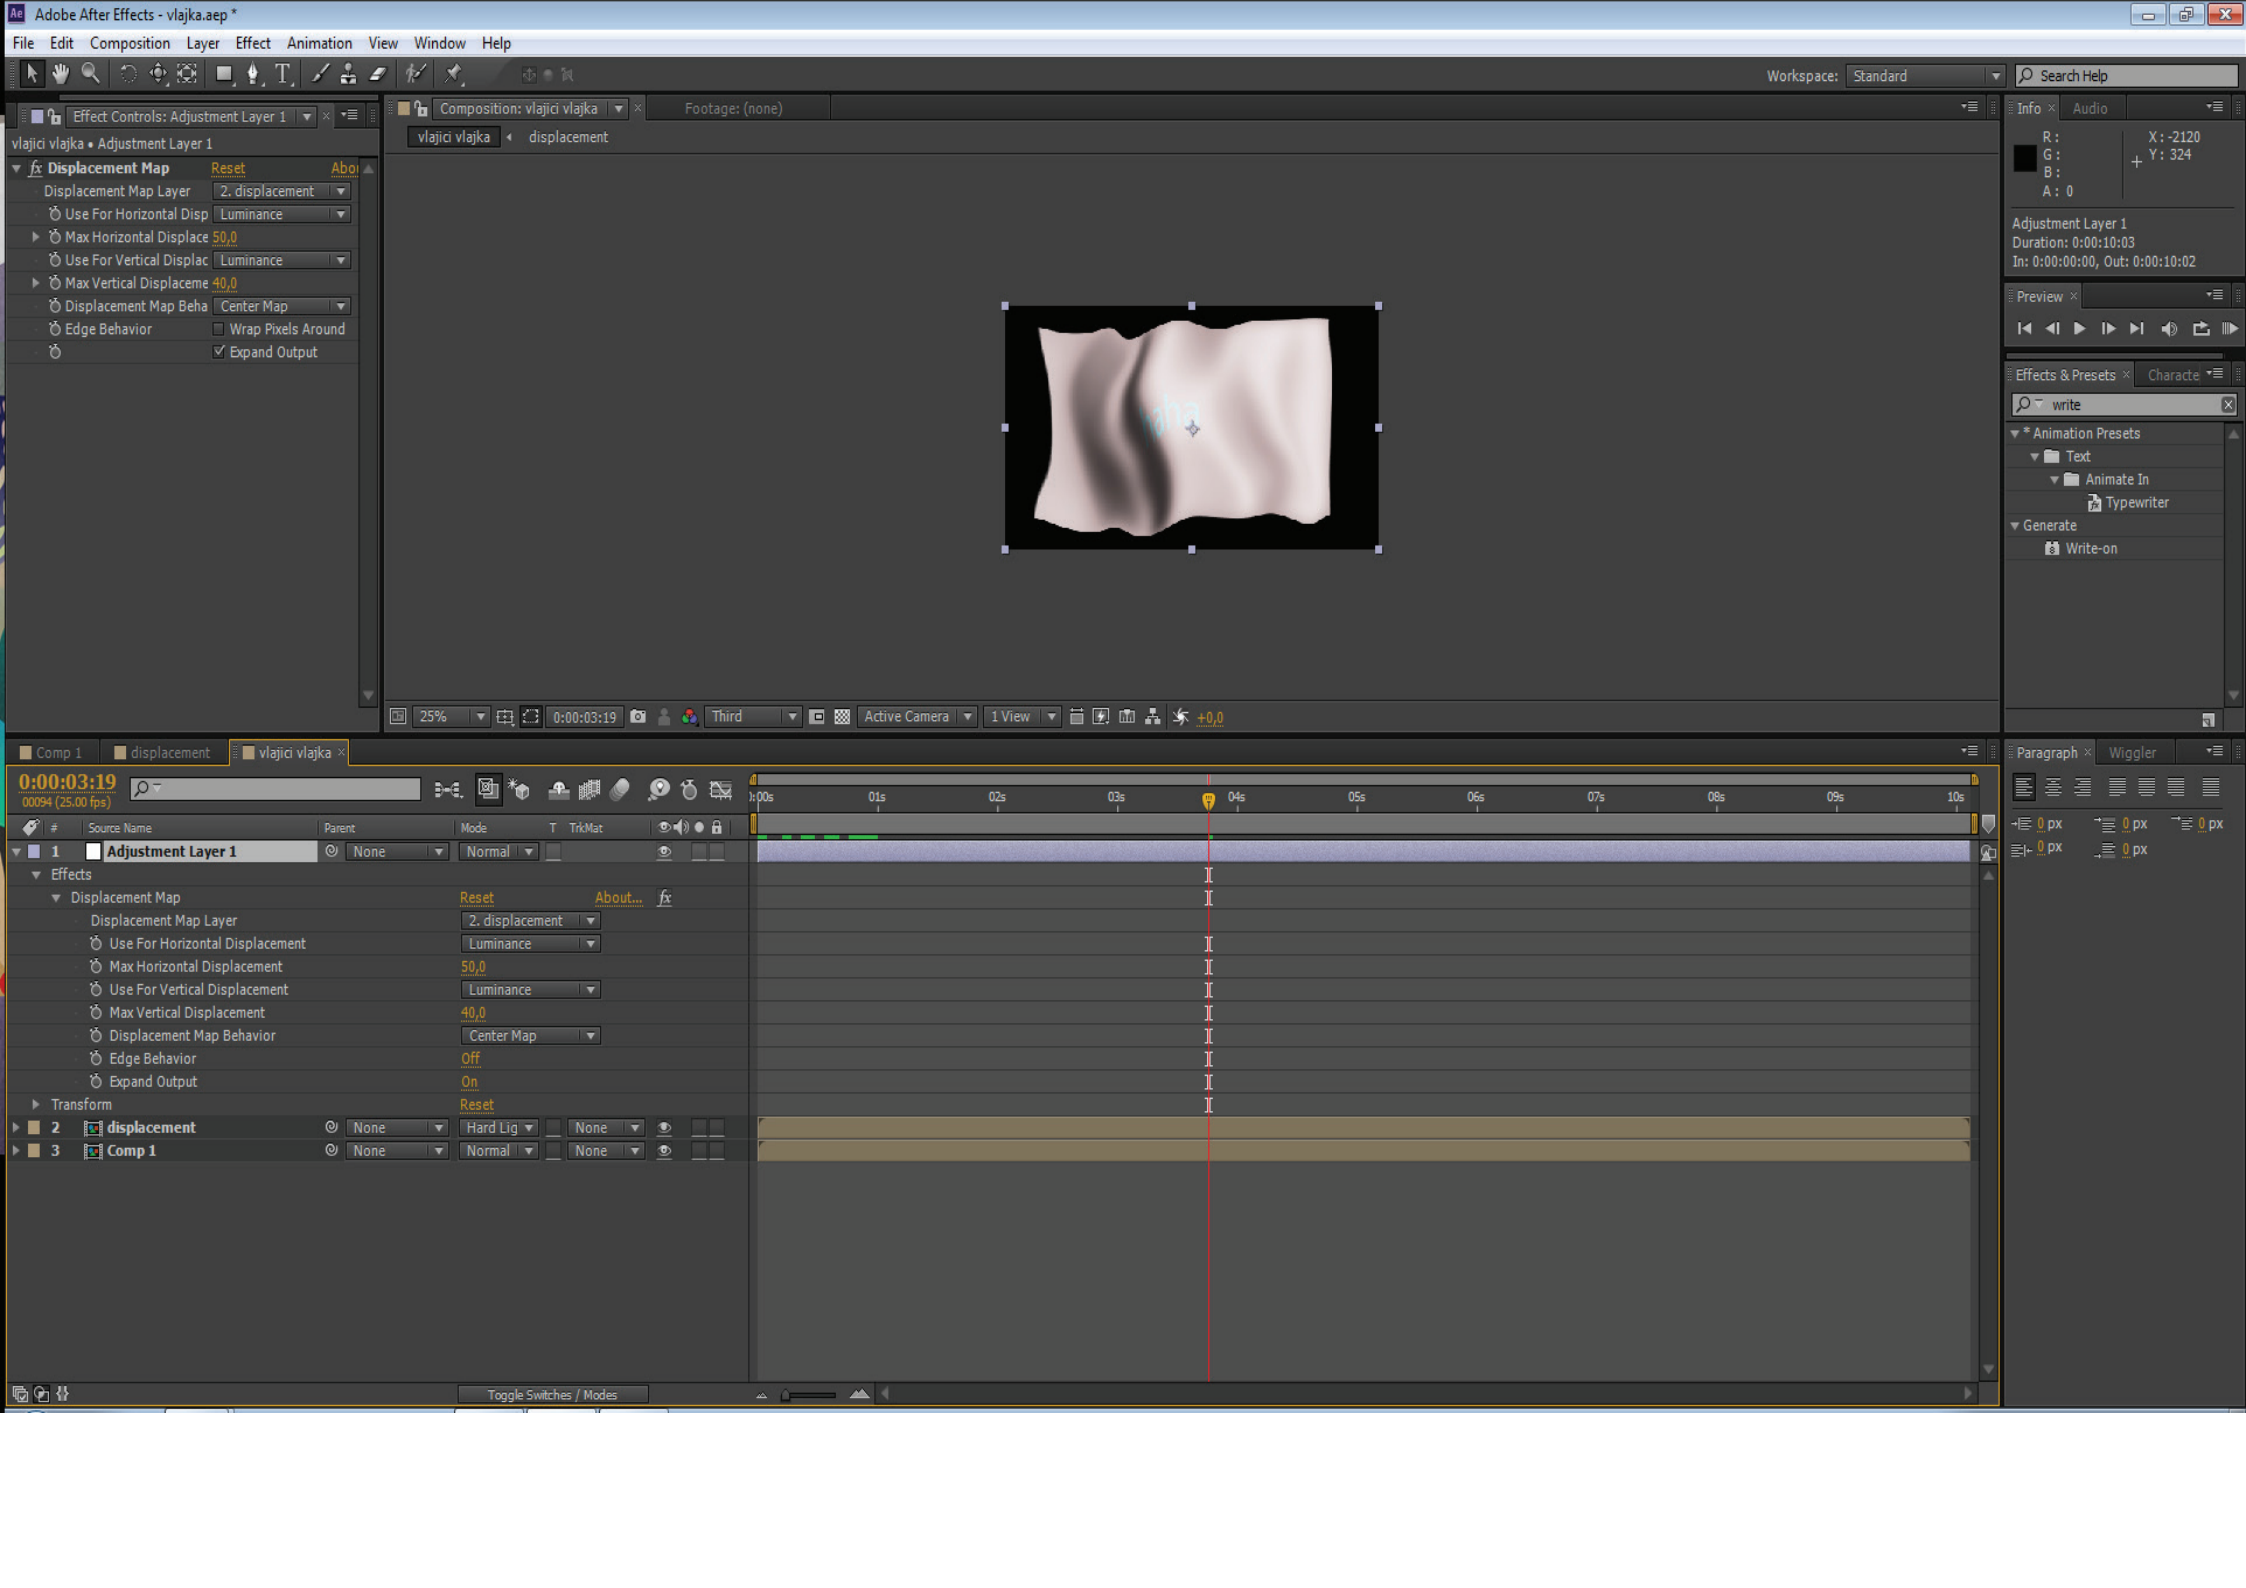 Adobe After Effects - vlajka.aep *
File Edit Composition Layer Effect Animation View Window Help
Workspace: Standard Search Help
Effect Controls: Adjustment Layer 1
vlajici vlajka • Adjustment Layer 1
fx Displacement Map Reset Abou
Displacement Map Layer 2. displacement
Use For Horizontal Disp Luminance
Max Horizontal Displace 50,0
Use For Vertical Displac Luminance
Max Vertical Displaceme 40,0
Displacement Map Beha Center Map
Edge Behavior Wrap Pixels Around
Expand Output
Composition: vlajici vlajka Footage: (none)
vlajici vlajka displacement
aha
25% 0:00:03:19 Third Active Camera 1 View +0,0
Info Audio
R: X: -2120
G: Y: 324
B:
A: 0
Adjustment Layer 1
Duration: 0:00:10:03
In: 0:00:00:00, Out: 0:00:10:02
Preview
Effects & Presets Characte
write
* Animation Presets
Text
Animate In
Typewriter
Generate
Write-on
Comp 1 displacement vlajici vlajka
0:00:03:19
00094 (25.00 fps)
):00s 01s 02s 03s 04s 05s 06s 07s 08s 09s 10s
# Source Name Parent Mode T TrkMat
1 Adjustment Layer 1 None Normal
Effects
Displacement Map Reset About... fx
Displacement Map Layer 2. displacement
Use For Horizontal Displacement Luminance
Max Horizontal Displacement 50,0
Use For Vertical Displacement Luminance
Max Vertical Displacement 40,0
Displacement Map Behavior Center Map
Edge Behavior Off
Expand Output On
Transform Reset
2 displacement None Hard Lig None
3 Comp 1 None Normal None
Toggle Switches / Modes
Paragraph Wiggler
0 px 0 px 0 px
0 px 0 px